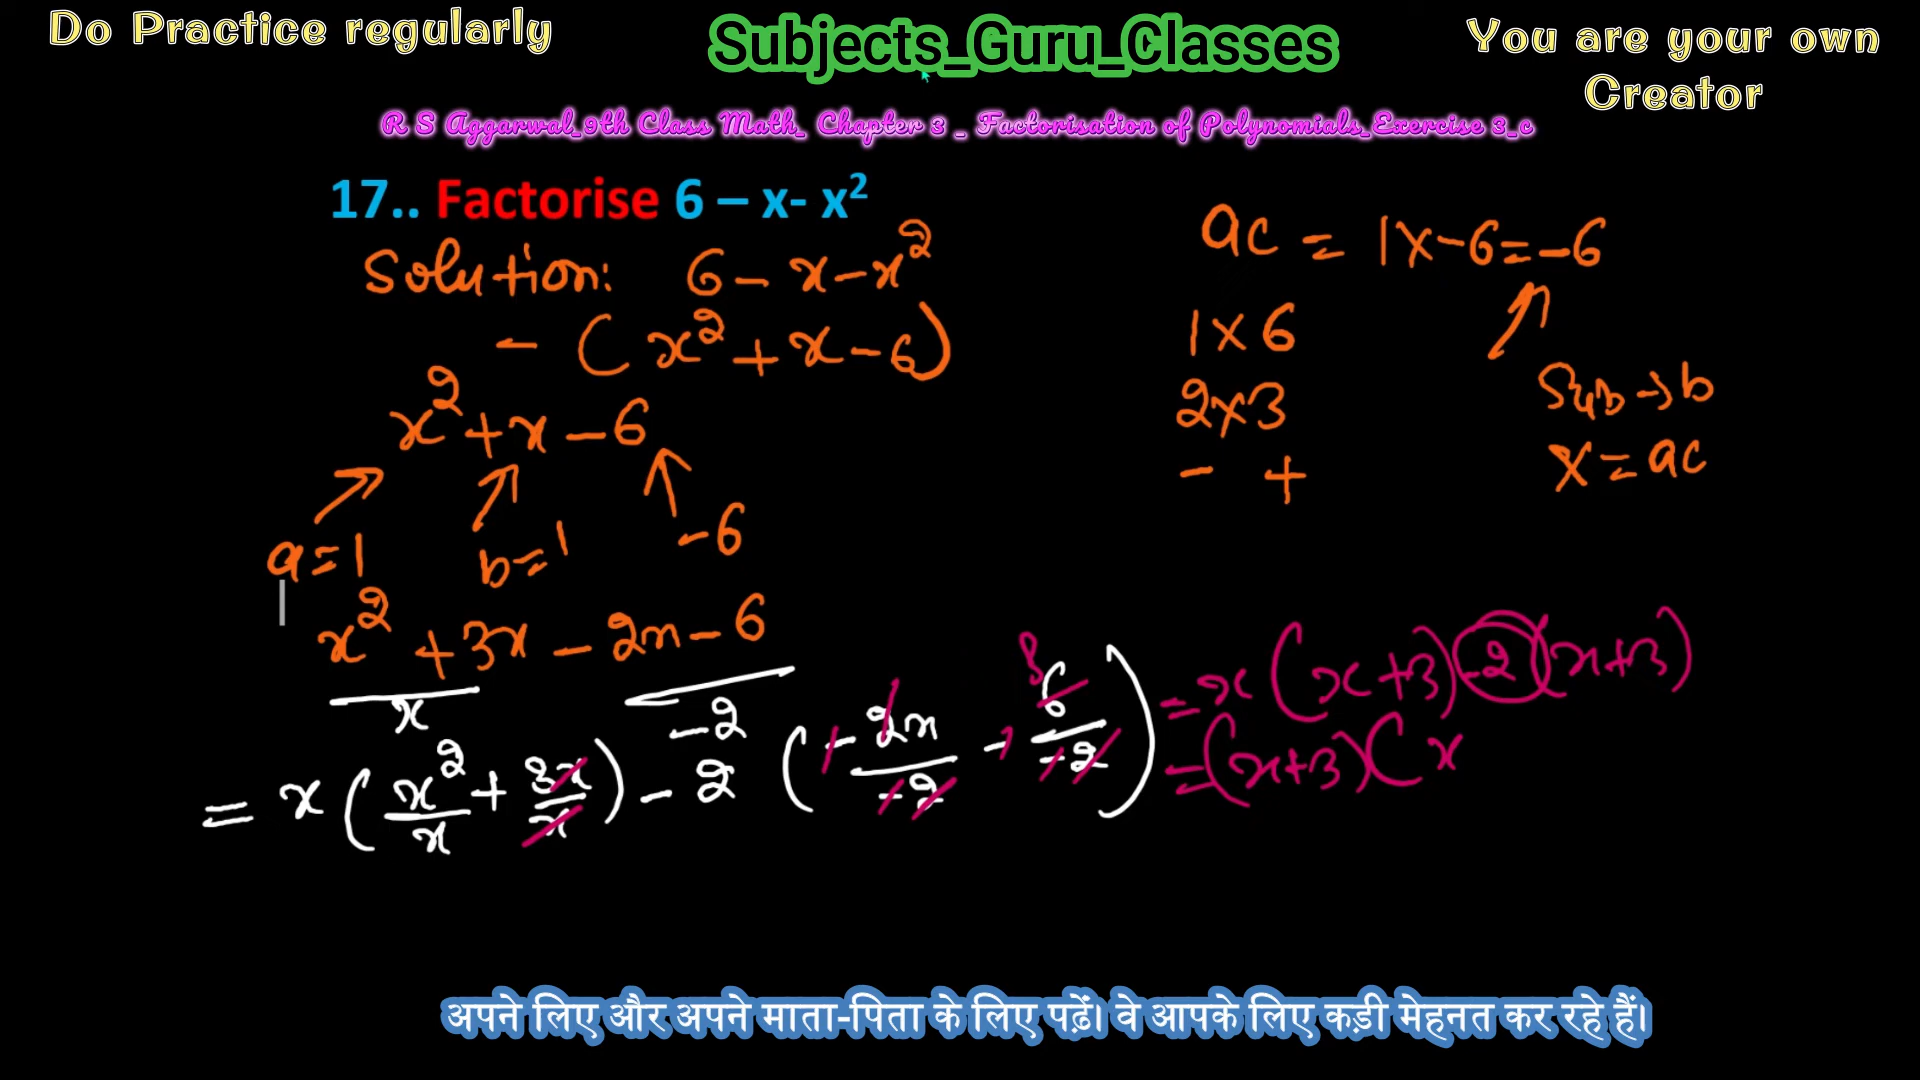 Do Practice regularly
Subjects_Guru_Classes
You are your own
Creator
R S Aggarwal_9th Class Math_ Chapter 3 _ Factorisation of Polynomials_Exercise 3_c
17.. Factorise 6 – x- x²
Solution: 6 - x - x²
- (x² + x - 6)
x² + x - 6
a = 1 b = 1 -6
x² + 3x - 2x - 6
x -2
= x (x²/x + 3x/x) - 2 (-2x/-2 - 6/-2)
3
= x (x+3) -2 (x+3)
= (x+3) (x
ac = 1x-6 = -6
1 x 6
2x3
- +
→ b
x = ac
अपने लिए और अपने माता-पिता के लिए पढ़ें। वे आपके लिए कड़ी मेहनत कर रहे हैं।